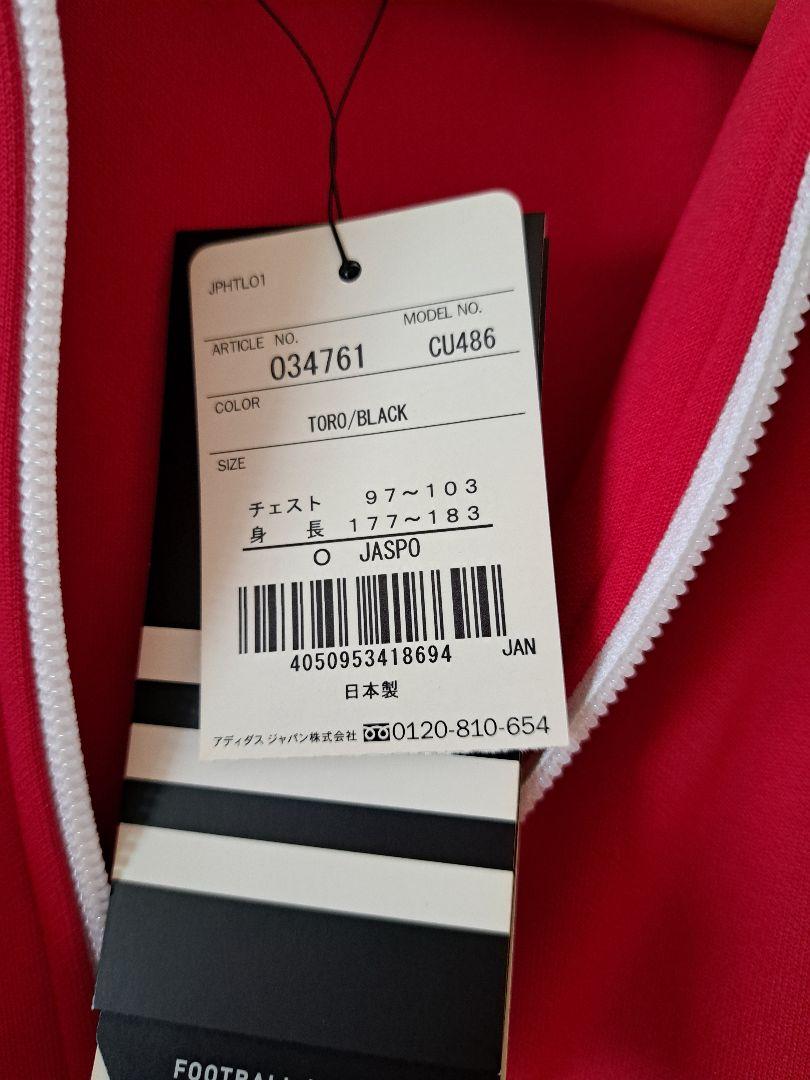 JPHTL01
ARTICLE NO. MODEL NO.
034761 CU486
COLOR
TORO/BLACK
SIZE
チェスト 97～103
身 長 177～183
O JASPO
4050953418694 JAN
日本製
アディダス ジャパン株式会社 0120-810-654
FOOTBALL